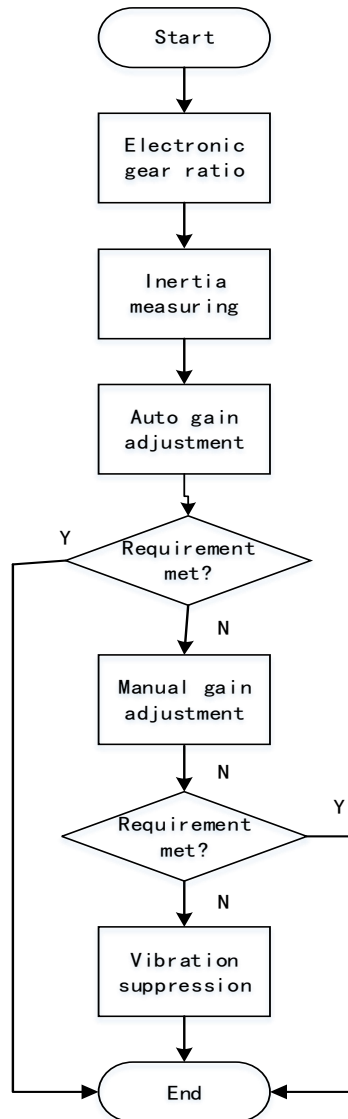 Start
Electronic
gear ratio
Inertia
measuring
Auto gain
adjustment
Y
Requirement
met?
N
Manual gain
adjustment
N
Requirement
met?
Y
N
Vibration
suppression
End